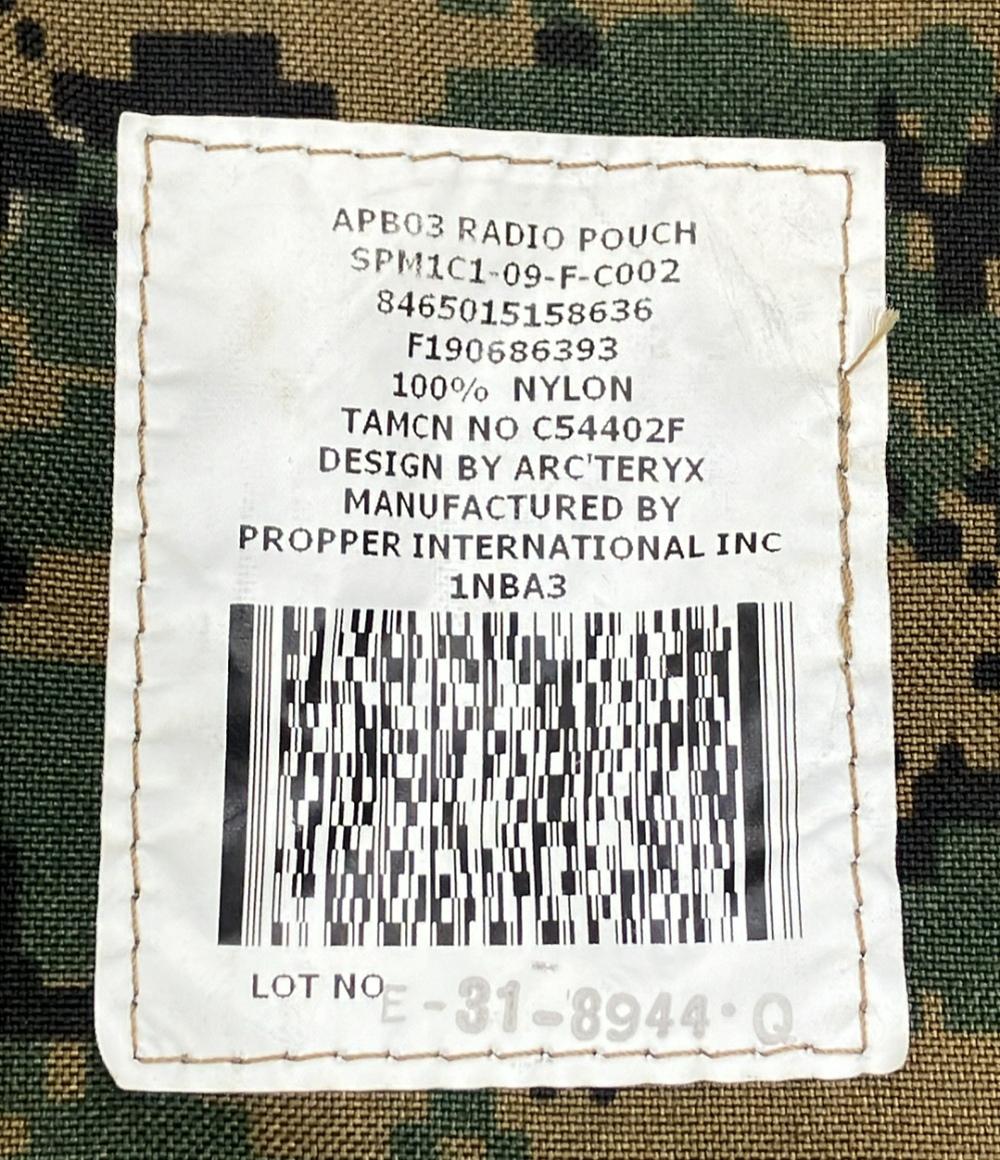 APB03 RADIO POUCH
SPM1C1-09-F-C002
8465015158636
F190686393
100% NYLON
TAMCN NO C54402F
DESIGN BY ARC'TERYX
MANUFACTURED BY
PROPPER INTERNATIONAL INC
1NBA3
LOT NO E-31-8944·Q